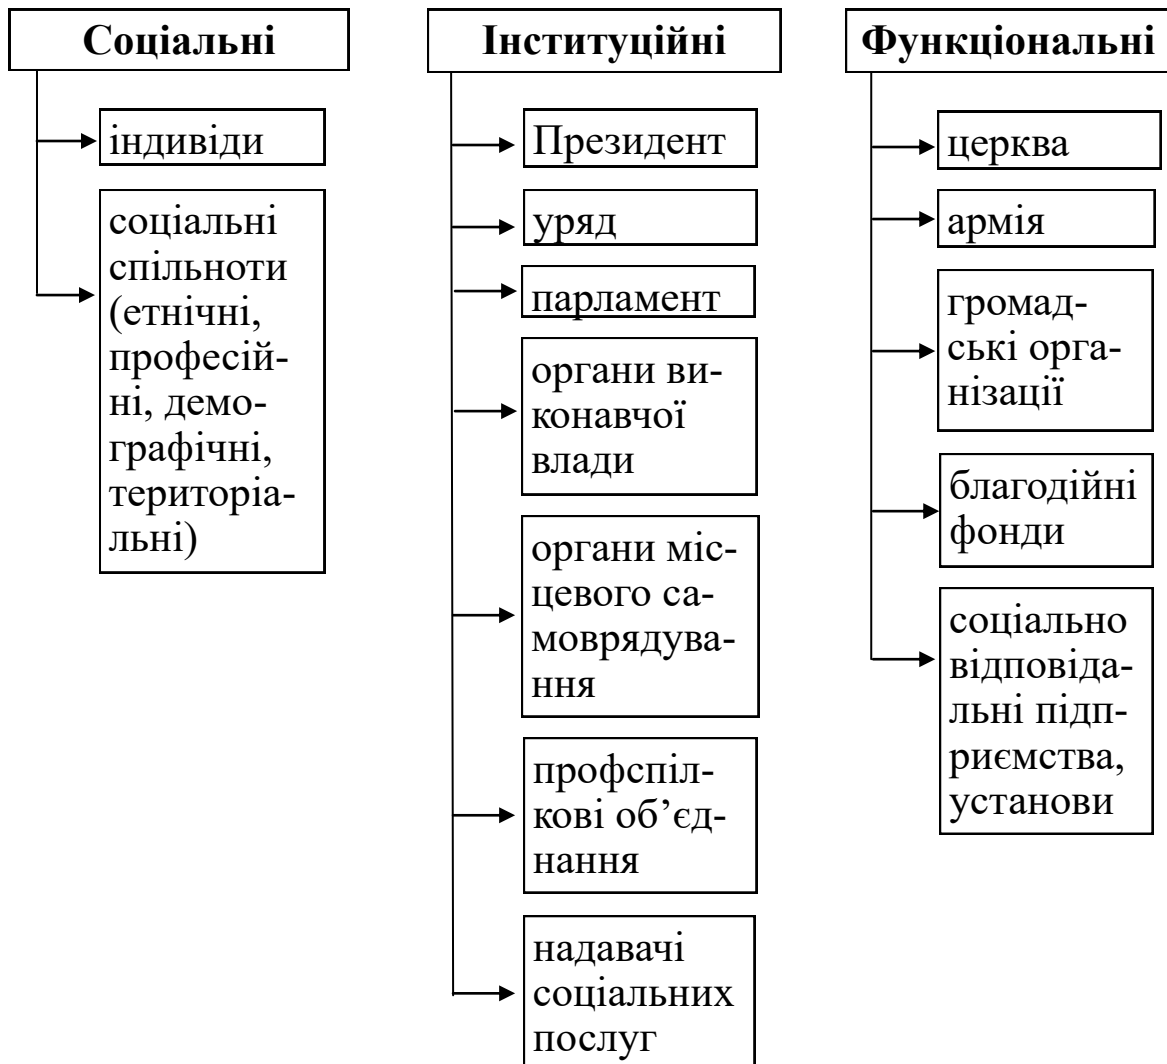 Соціальні
індивіди
соціальні
спільноти
(етнічні,
професій-
ні, демо-
графічні,
територіа-
льні)
Інституційні
Президент
уряд
парламент
органи ви-
конавчої
влади
органи міс-
цевого са-
моврядува-
ння
профспіл-
кові об’єд-
нання
надавачі
соціальних
послуг
Функціональні
церква
армія
громад-
ські орга-
нізації
благодійні
фонди
соціально
відповіда-
льні підп-
риємства,
установи